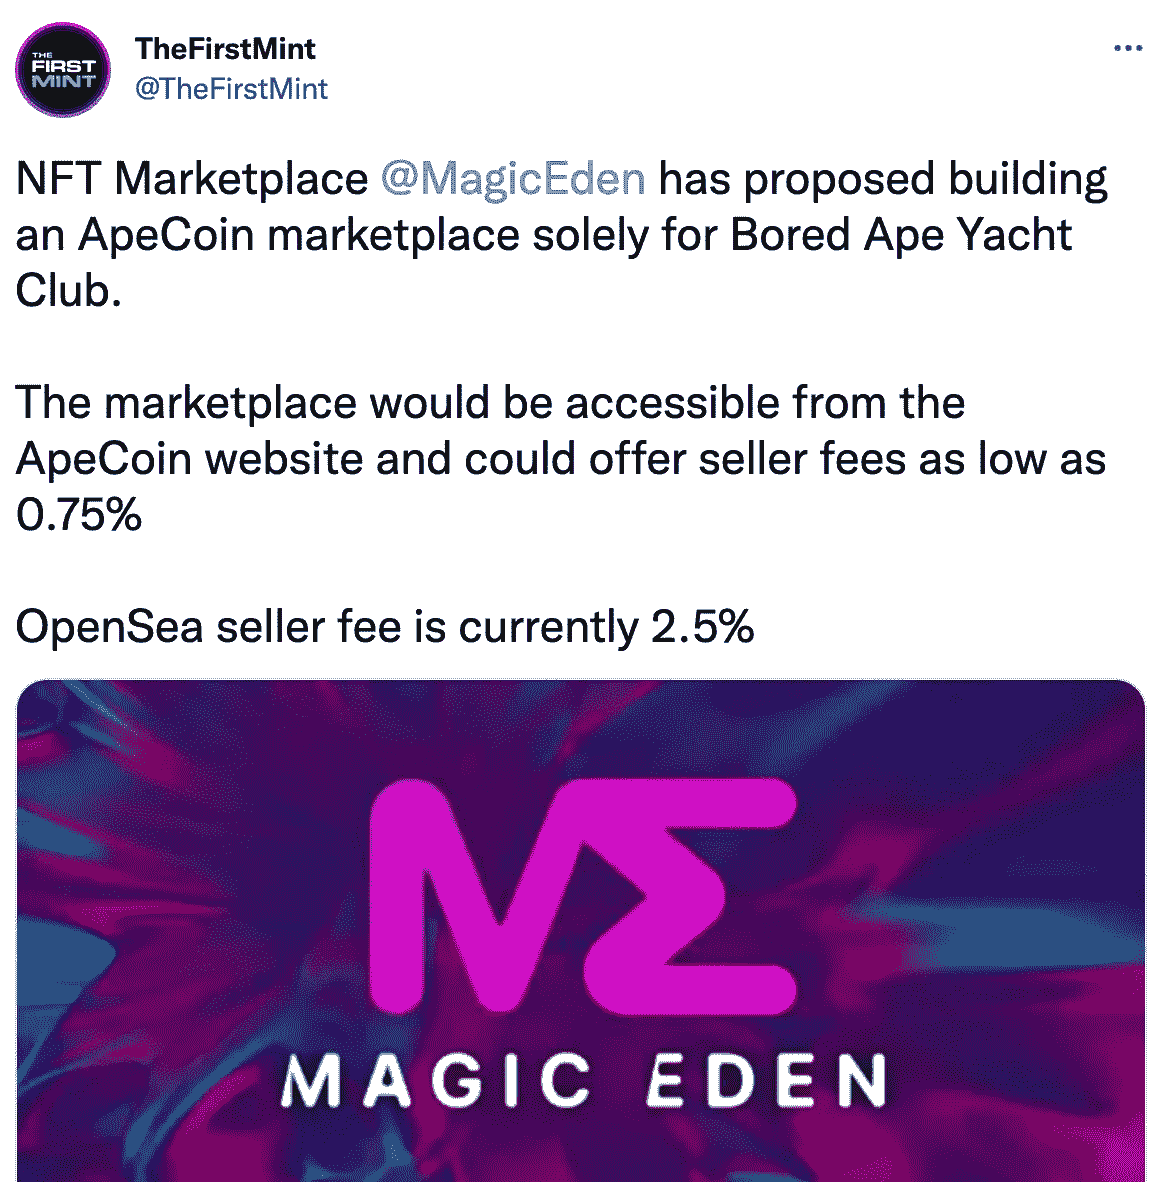 THE
FIRST
MINT
TheFirstMint
@TheFirstMint
NFT Marketplace @MagicEden has proposed building
an ApeCoin marketplace solely for Bored Ape Yacht
Club.
The marketplace would be accessible from the
ApeCoin website and could offer seller fees as low as
0.75%
OpenSea seller fee is currently 2.5%
ME
MAGIC EDEN